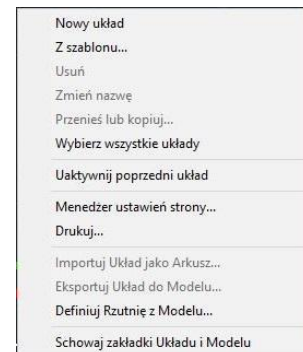 Nowy układ
Z szablonu...
Usuń
Zmień nazwę
Przenieś lub kopiuj...
Wybierz wszystkie układy
Uaktywnij poprzedni układ
Menedżer ustawień strony...
Drukuj...
Importuj Układ jako Arkusz...
Eksportuj Układ do Modelu...
Definiuj Rzutnię z Modelu...
Schowaj zakładki Układu i Modelu